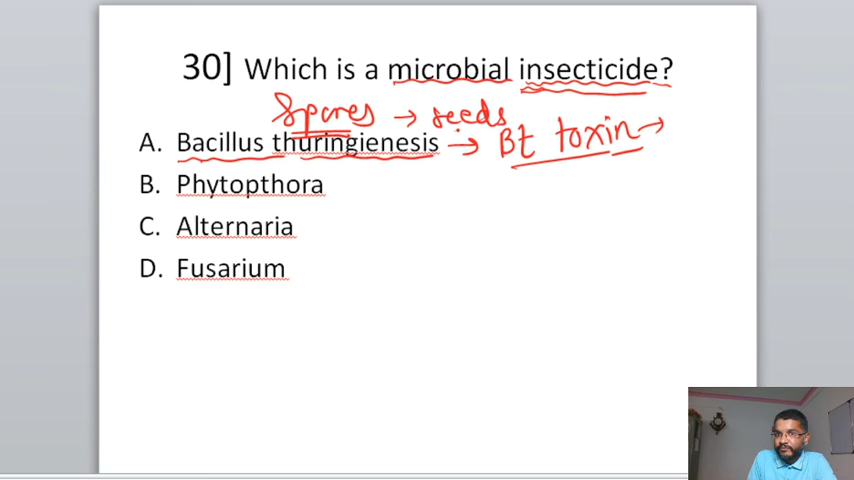 30] Which is a microbial insecticide?
Spores → seeds
A. Bacillus thuringienesis → Bt toxin →
B. Phytopthora
C. Alternaria
D. Fusarium